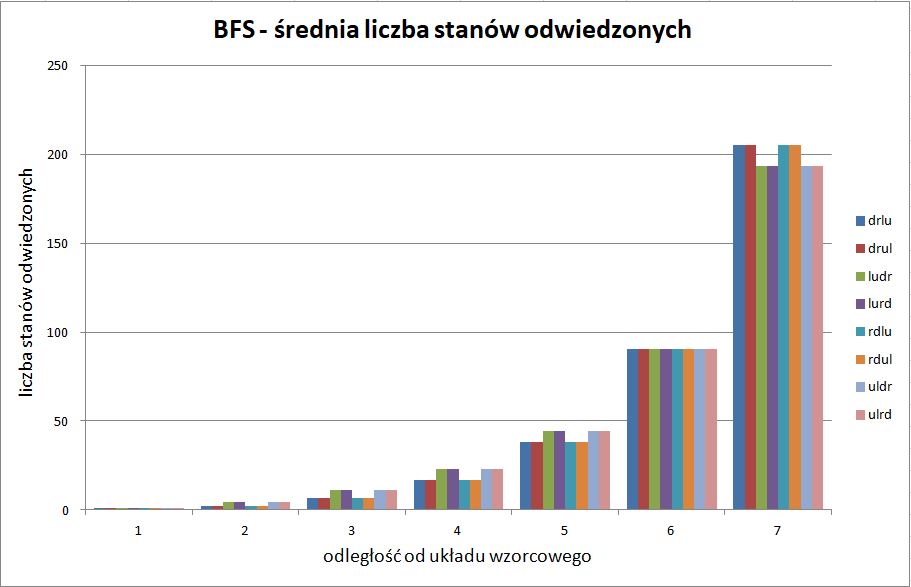 BFS - średnia liczba stanów odwiedzonych
liczba stanów odwiedzonych
250
200
150
100
50
0
1 2 3 4 5 6 7
odległość od układu wzorcowego
drlu
drul
ludr
lurd
rdlu
rdul
uldr
ulrd